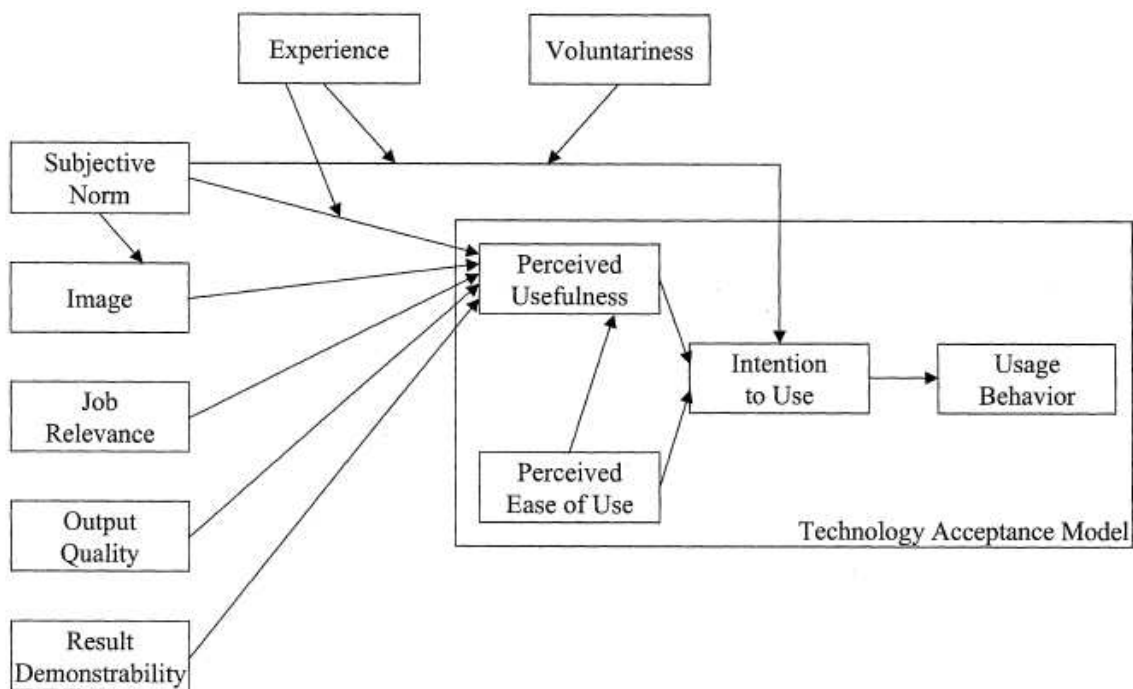 Experience
Voluntariness
Subjective
Norm
Image
Job
Relevance
Output
Quality
Result
Demonstrability
Perceived
Usefulness
Perceived
Ease of Use
Intention
to Use
Usage
Behavior
Technology Acceptance Model